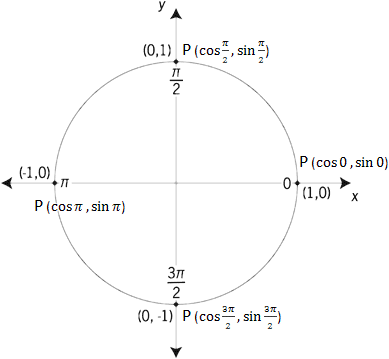 y
(0,1) P (cos π/2 , sin π/2)
π/2
P (cos 0 , sin 0)
(-1,0) π 0 (1,0) x
P (cos π , sin π)
3π/2
(0, -1) P (cos 3π/2 , sin 3π/2)